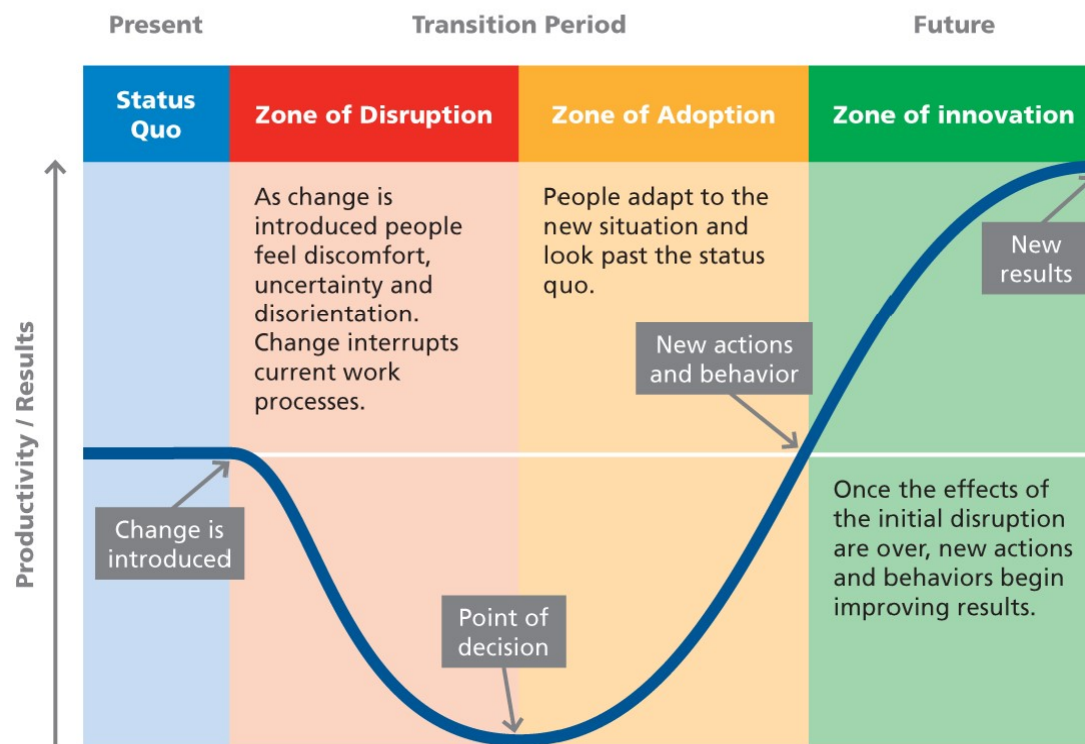 Present
Transition Period
Future
Status
Quo
Zone of Disruption
Zone of Adoption
Zone of innovation
As change is
introduced people
feel discomfort,
uncertainty and
disorientation.
Change interrupts
current work
processes.
People adapt to the
new situation and
look past the status
quo.
New
results
New actions
and behavior
Productivity / Results
Change is
introduced
Point of
decision
Once the effects of
the initial disruption
are over, new actions
and behaviors begin
improving results.